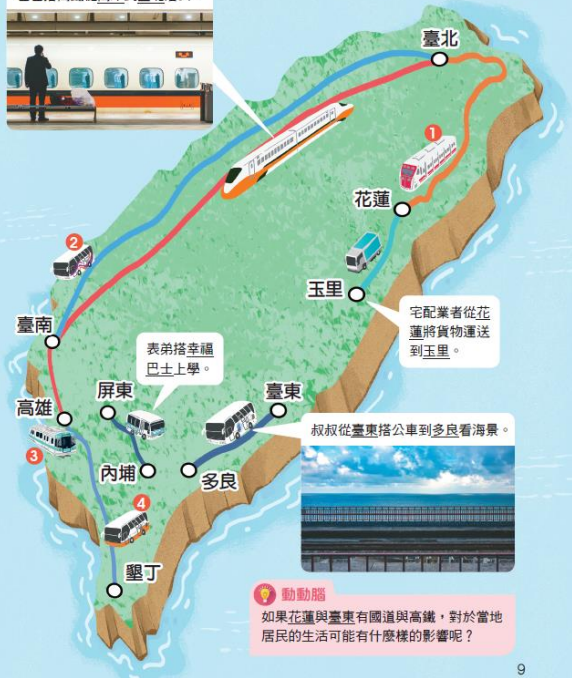 臺北
1
花蓮
2
玉里
宅配業者從花
蓮將貨物運送
到玉里。
臺南
表弟搭幸福
巴士上學。
屏東
臺東
高雄
叔叔從臺東搭公車到多良看海景。
3
內埔
多良
4
墾丁
動動腦
如果花蓮與臺東有國道與高鐵，對於當地
居民的生活可能有什麼樣的影響呢？
9